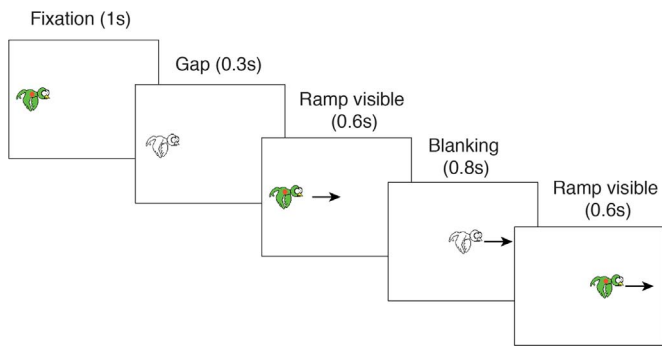 Fixation (1s)
Gap (0.3s)
Ramp visible
(0.6s)
Blanking
(0.8s)
Ramp visible
(0.6s)